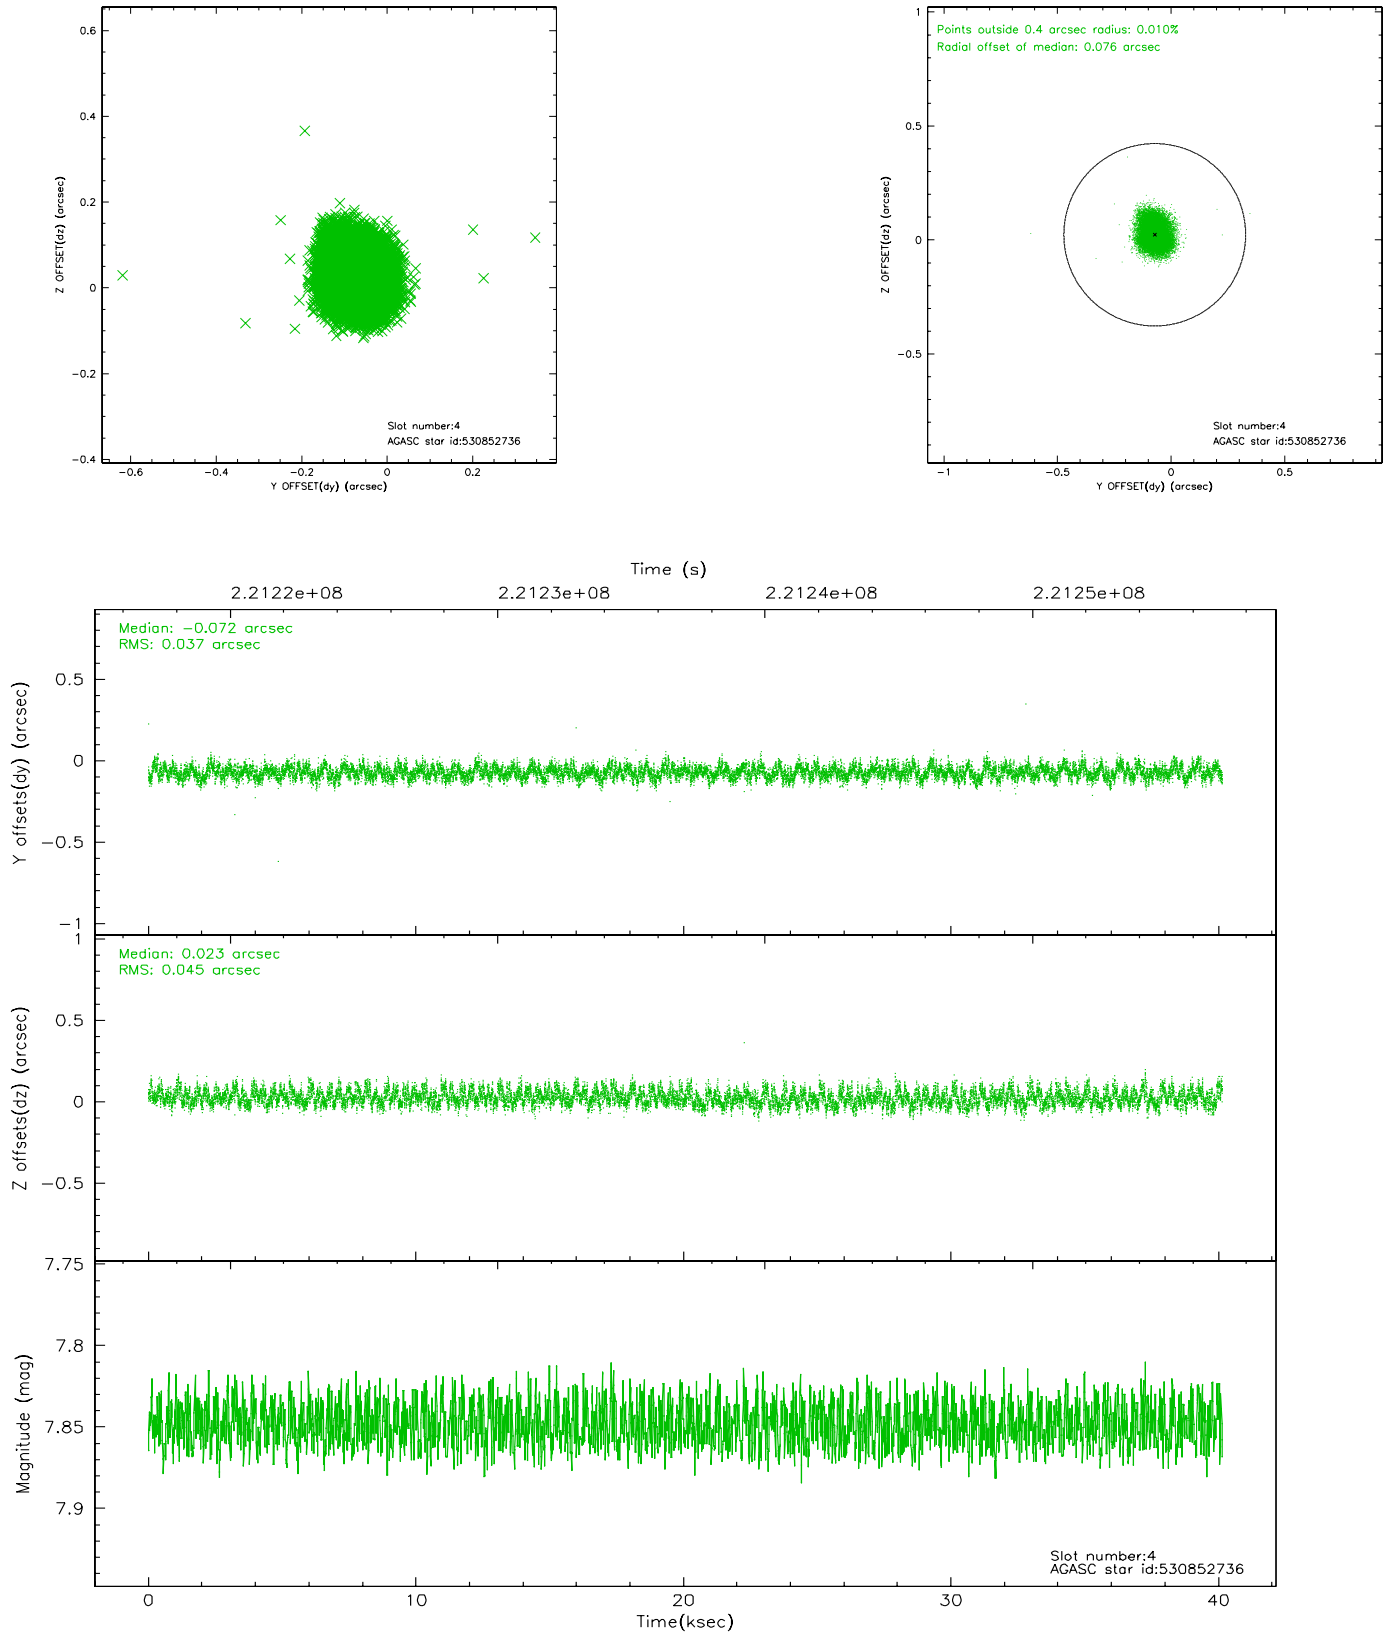 0.6
0.4
0.2
0
−0.2
−0.4
Z OFFSET(dz) (arcsec)
−0.6
−0.4
−0.2
0
0.2
Y OFFSET(dy) (arcsec)
Slot number:4
AGASC star id:530852736
Points outside 0.4 arcsec radius: 0.010%
Radial offset of median: 0.076 arcsec
1
0.5
0
−0.5
Z OFFSET(dz) (arcsec)
−1
−0.5
0
0.5
Y OFFSET(dy) (arcsec)
Slot number:4
AGASC star id:530852736
Time (s)
2.2122e+08
2.2123e+08
2.2124e+08
2.2125e+08
Median: −0.072 arcsec
RMS: 0.037 arcsec
0.5
0
−0.5
−1
Y offsets(dy) (arcsec)
Median: 0.023 arcsec
RMS: 0.045 arcsec
1
0.5
0
−0.5
Z offsets(dz) (arcsec)
7.75
7.8
7.85
7.9
Magnitude (mag)
Slot number:4
AGASC star id:530852736
0
10
20
30
40
Time(ksec)